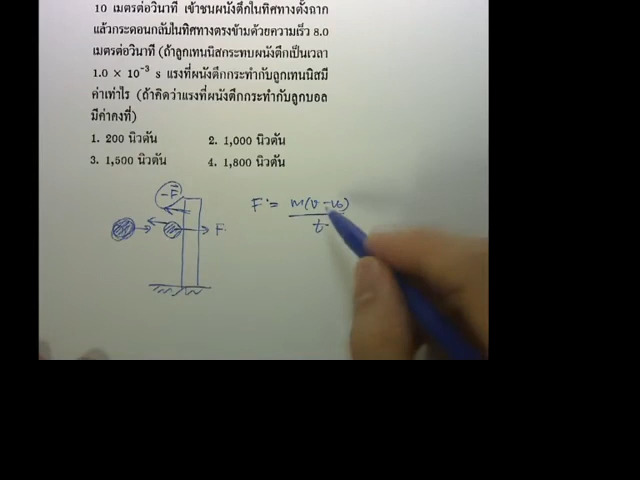 10 เมตรต่อวินาที เข้าชนผนังตึกในทิศทางตั้งฉาก
แล้วกระดอนกลับในทิศทางตรงข้ามด้วยความเร็ว 8.0
เมตรต่อวินาที (ถ้าลูกเทนนิสกระทบผนังตึกเป็นเวลา
1.0 × 10⁻³ s แรงที่ผนังตึกกระทำกับลูกเทนนิสมี
ค่าเท่าไร (ถ้าคิดว่าแรงที่ผนังตึกกระทำกับลูกบอล
มีค่าคงที่)
1. 200 นิวตัน 2. 1,000 นิวตัน
3. 1,500 นิวตัน 4. 1,800 นิวตัน
-F
F = m(v-u)
t
F